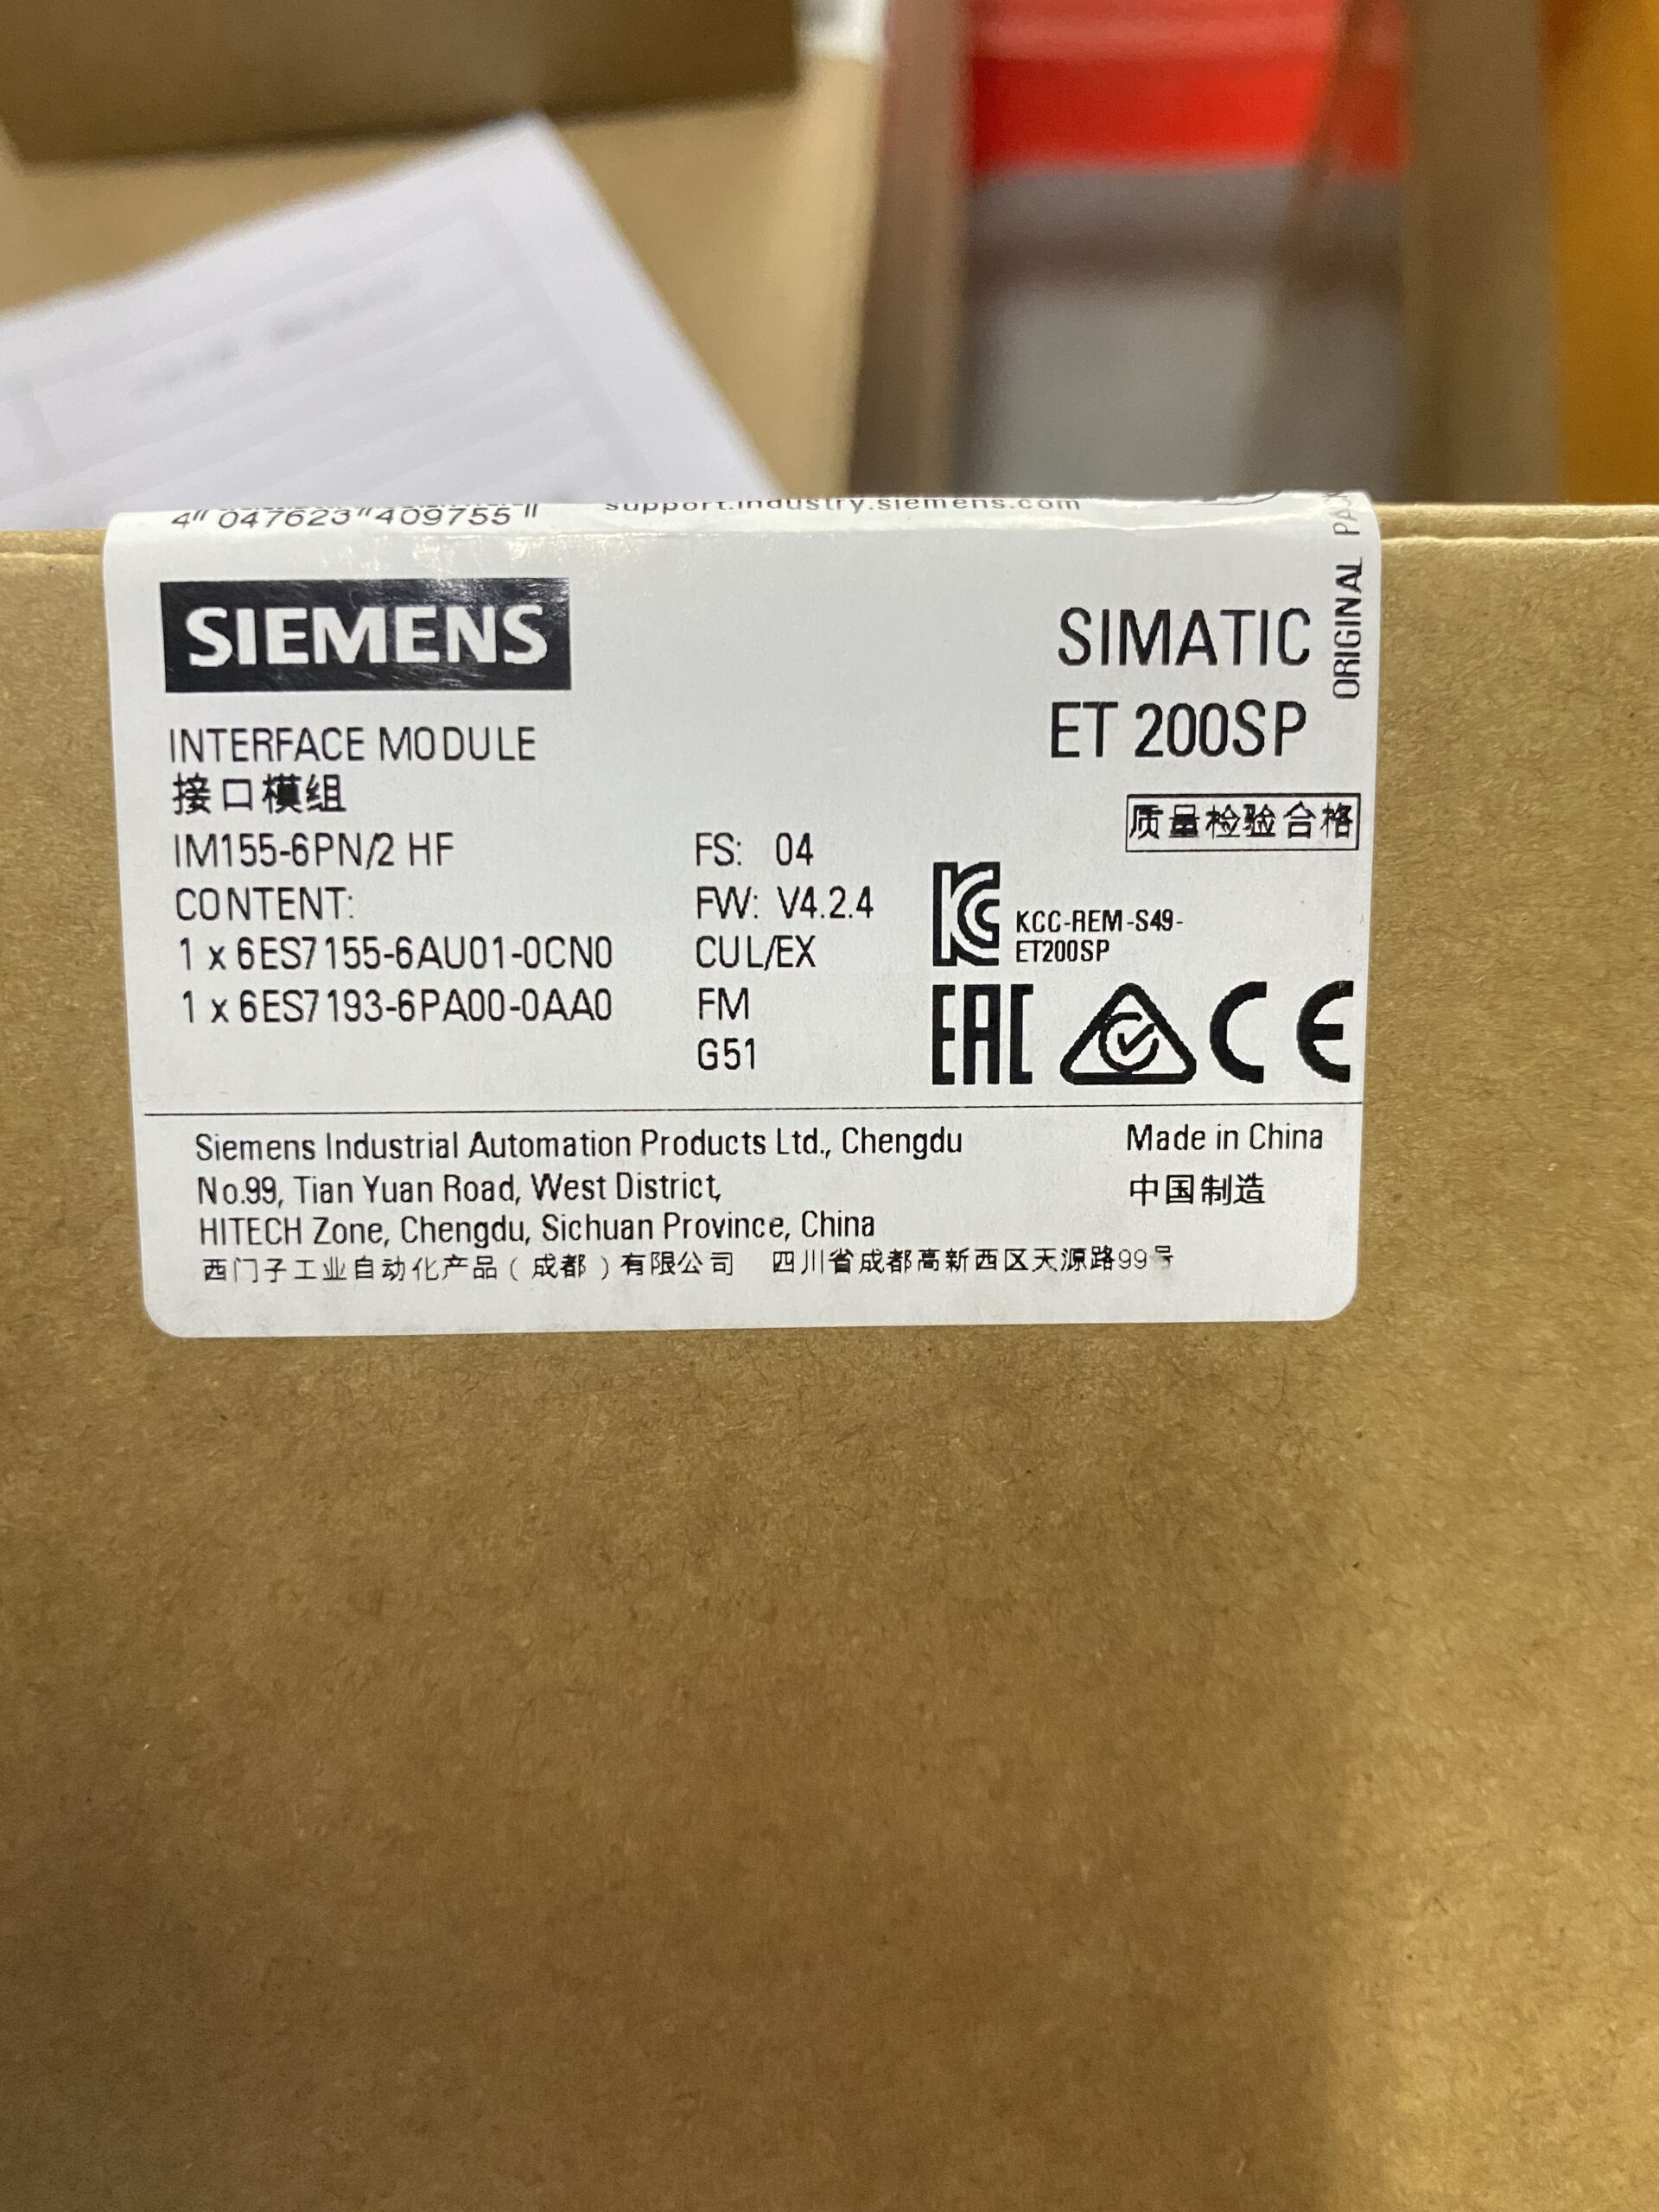 4 047623 409755
support.industry.siemens.com
ORIGINAL
SIEMENS
SIMATIC
ET 200SP
INTERFACE MODULE
接口模组
质量检验合格
IM155-6PN/2 HF
FS: 04
CONTENT:
FW: V4.2.4
KCC-REM-S49-
ET200SP
1 x 6ES7155-6AU01-0CN0
CUL/EX
1 x 6ES7193-6PA00-0AA0
FM
G51
EAC
CE
Siemens Industrial Automation Products Ltd., Chengdu
Made in China
No.99, Tian Yuan Road, West District,
中国制造
HITECH Zone, Chengdu, Sichuan Province, China
西门子工业自动化产品（成都）有限公司 四川省成都高新西区天源路99号